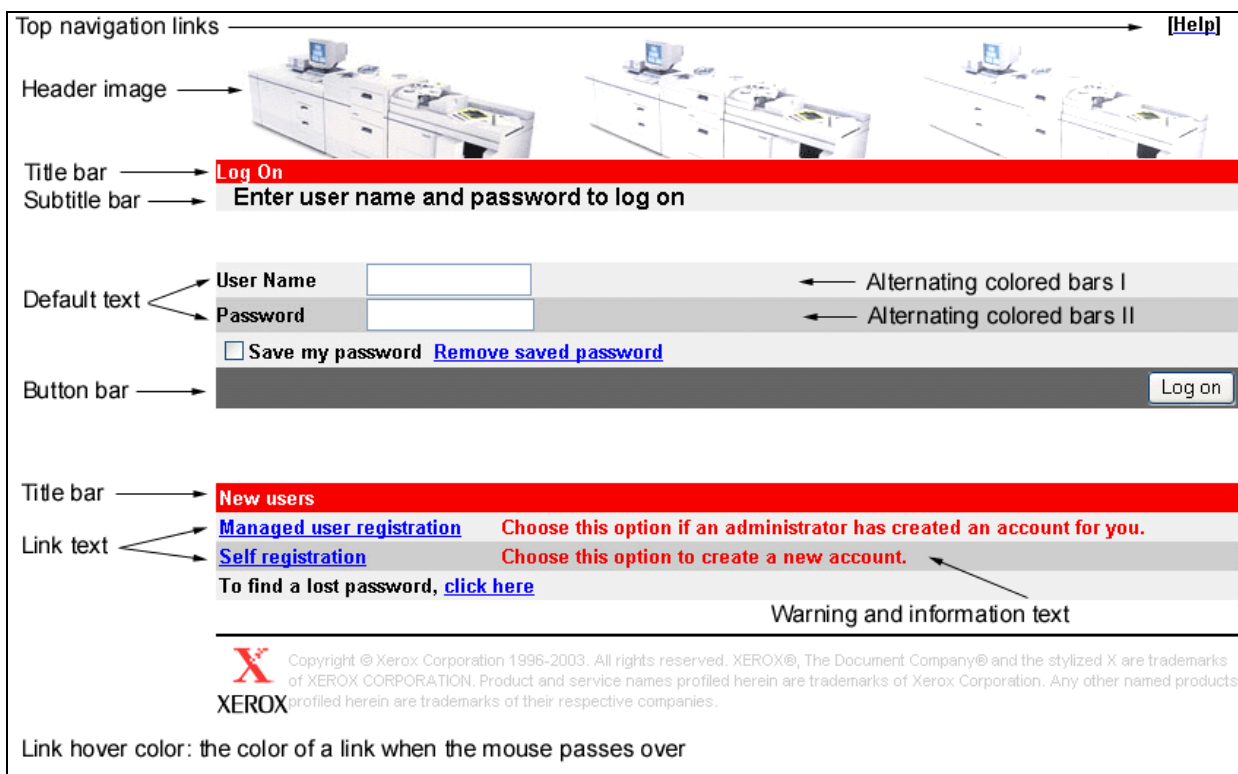 Top navigation links [Help]
Header image
Title bar Log On
Subtitle bar Enter user name and password to log on
User Name Alternating colored bars I
Default text
Password Alternating colored bars II
Save my password Remove saved password
Button bar Log on
Title bar New users
Managed user registration Choose this option if an administrator has created an account for you.
Link text
Self registration Choose this option to create a new account.
To find a lost password, click here
Warning and information text
Copyright © Xerox Corporation 1996-2003. All rights reserved. XEROX®, The Document Company® and the stylized X are trademarks
of XEROX CORPORATION. Product and service names profiled herein are trademarks of Xerox Corporation. Any other named products
XEROX profiled herein are trademarks of their respective companies.
Link hover color: the color of a link when the mouse passes over